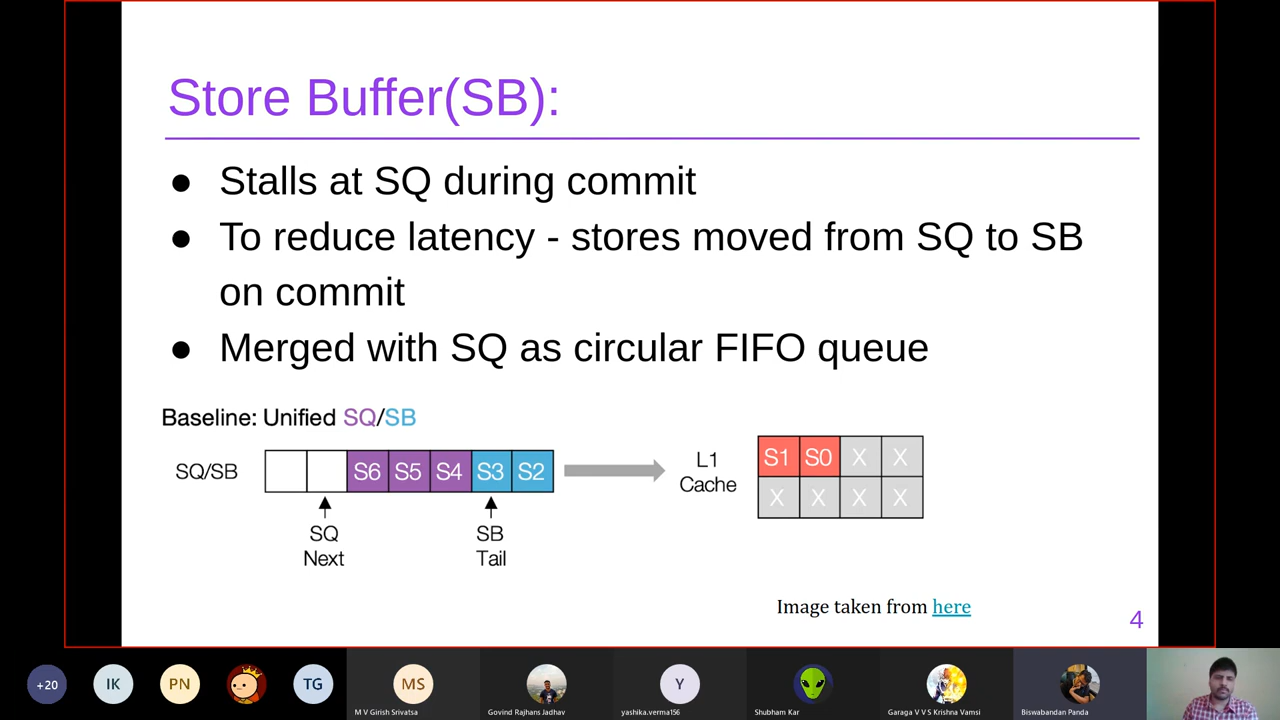 Store Buffer(SB):
● Stalls at SQ during commit
● To reduce latency - stores moved from SQ to SB
on commit
● Merged with SQ as circular FIFO queue
Baseline: Unified SQ/SB
SQ/SB
S6 S5 S4 S3 S2
SQ
Next
SB
Tail
L1
Cache
S1 S0 X X
X X X X
Image taken from here
4
+20
IK
PN
TG
MS
M V Girish Srivatsa
Govind Rajhans Jadhav
Y
yashika.verma156
Shubham Kar
Garaga V V S Krishna Vamsi
Biswabandan Panda